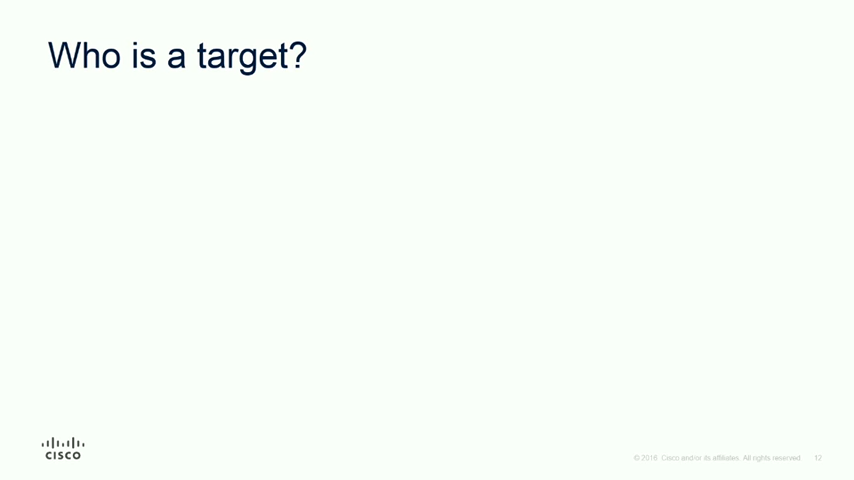 Who is a target?
CISCO
© 2016 Cisco and/or its affiliates. All rights reserved. 12